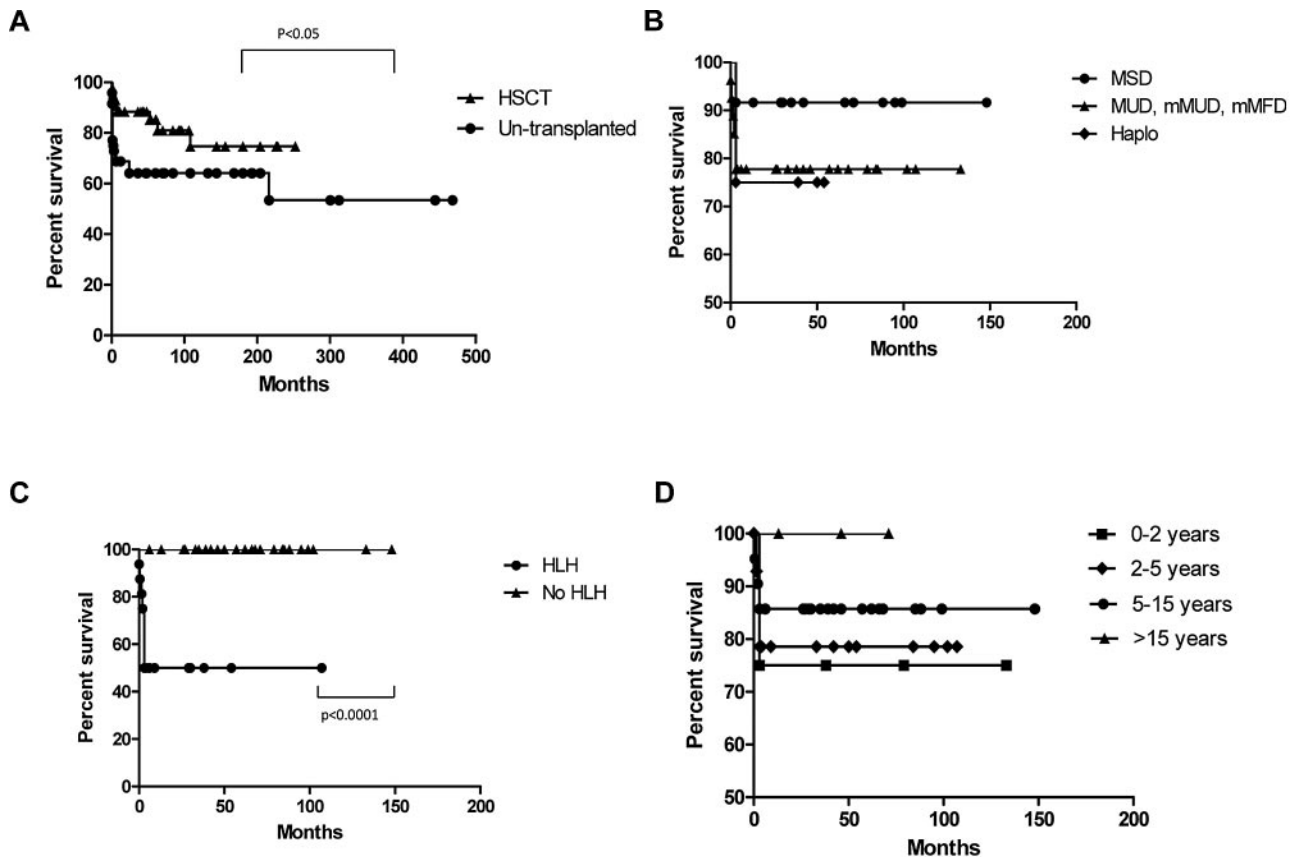 A
P<0.05
100
80
60
40
20
0
Percent survival
0 100 200 300 400 500
Months
HSCT
Un-transplanted
B
100
90
80
70
60
50
Percent survival
0 50 100 150 200
Months
MSD
MUD, mMUD, mMFD
Haplo
C
100
80
60
40
20
0
Percent survival
0 50 100 150 200
Months
HLH
No HLH
p<0.0001
D
100
90
80
70
60
50
Percent survival
0 50 100 150 200
Months
0-2 years
2-5 years
5-15 years
>15 years